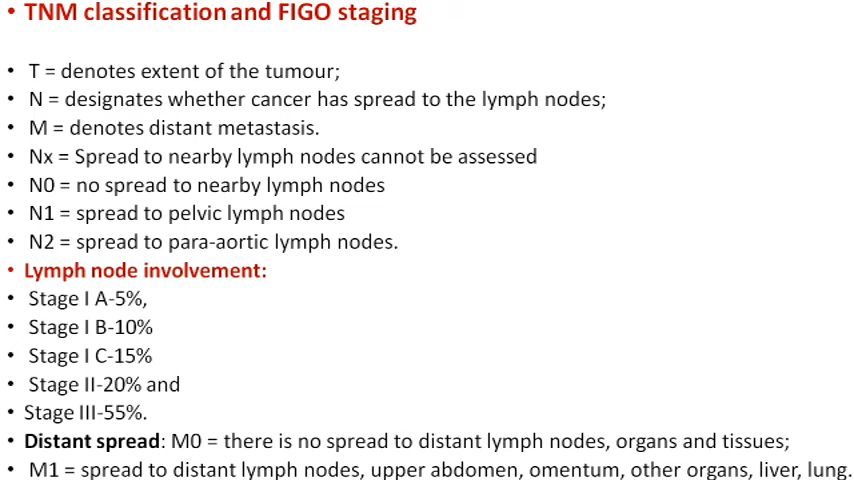 • TNM classification and FIGO staging
• T = denotes extent of the tumour;
• N = designates whether cancer has spread to the lymph nodes;
• M = denotes distant metastasis.
• Nx = Spread to nearby lymph nodes cannot be assessed
• N0 = no spread to nearby lymph nodes
• N1 = spread to pelvic lymph nodes
• N2 = spread to para-aortic lymph nodes.
• Lymph node involvement:
• Stage I A-5%,
• Stage I B-10%
• Stage I C-15%
• Stage II-20% and
• Stage III-55%.
• Distant spread: M0 = there is no spread to distant lymph nodes, organs and tissues;
• M1 = spread to distant lymph nodes, upper abdomen, omentum, other organs, liver, lung.